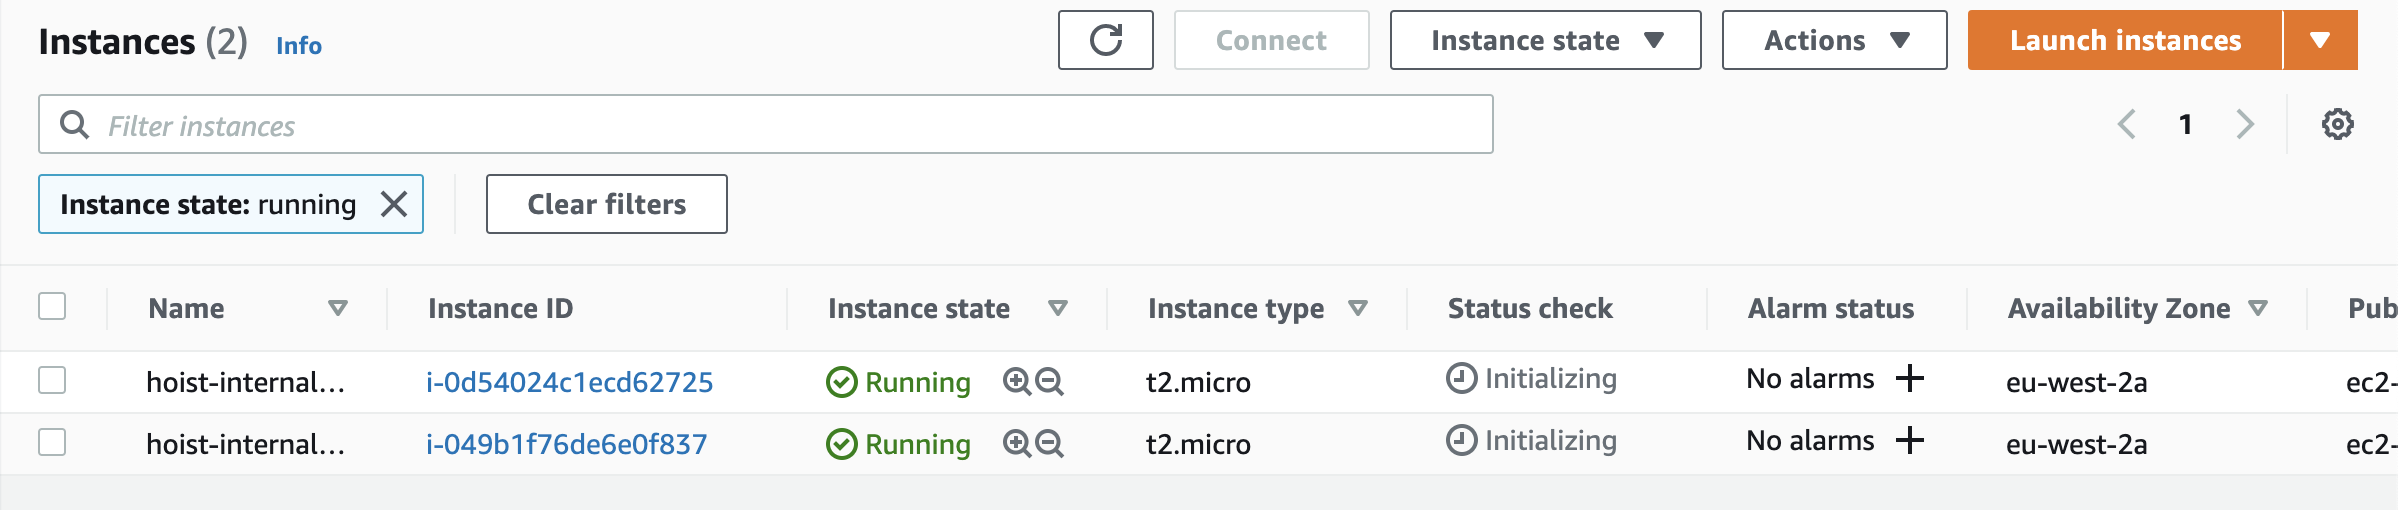 Instances (2) Info Connect Instance state Actions Launch instances
Filter instances 1
Instance state: running Clear filters
Name Instance ID Instance state Instance type Status check Alarm status Availability Zone Pub
hoist-internal... i-0d54024c1ecd62725 Running t2.micro Initializing No alarms eu-west-2a ec2-
hoist-internal... i-049b1f76de6e0f837 Running t2.micro Initializing No alarms eu-west-2a ec2-